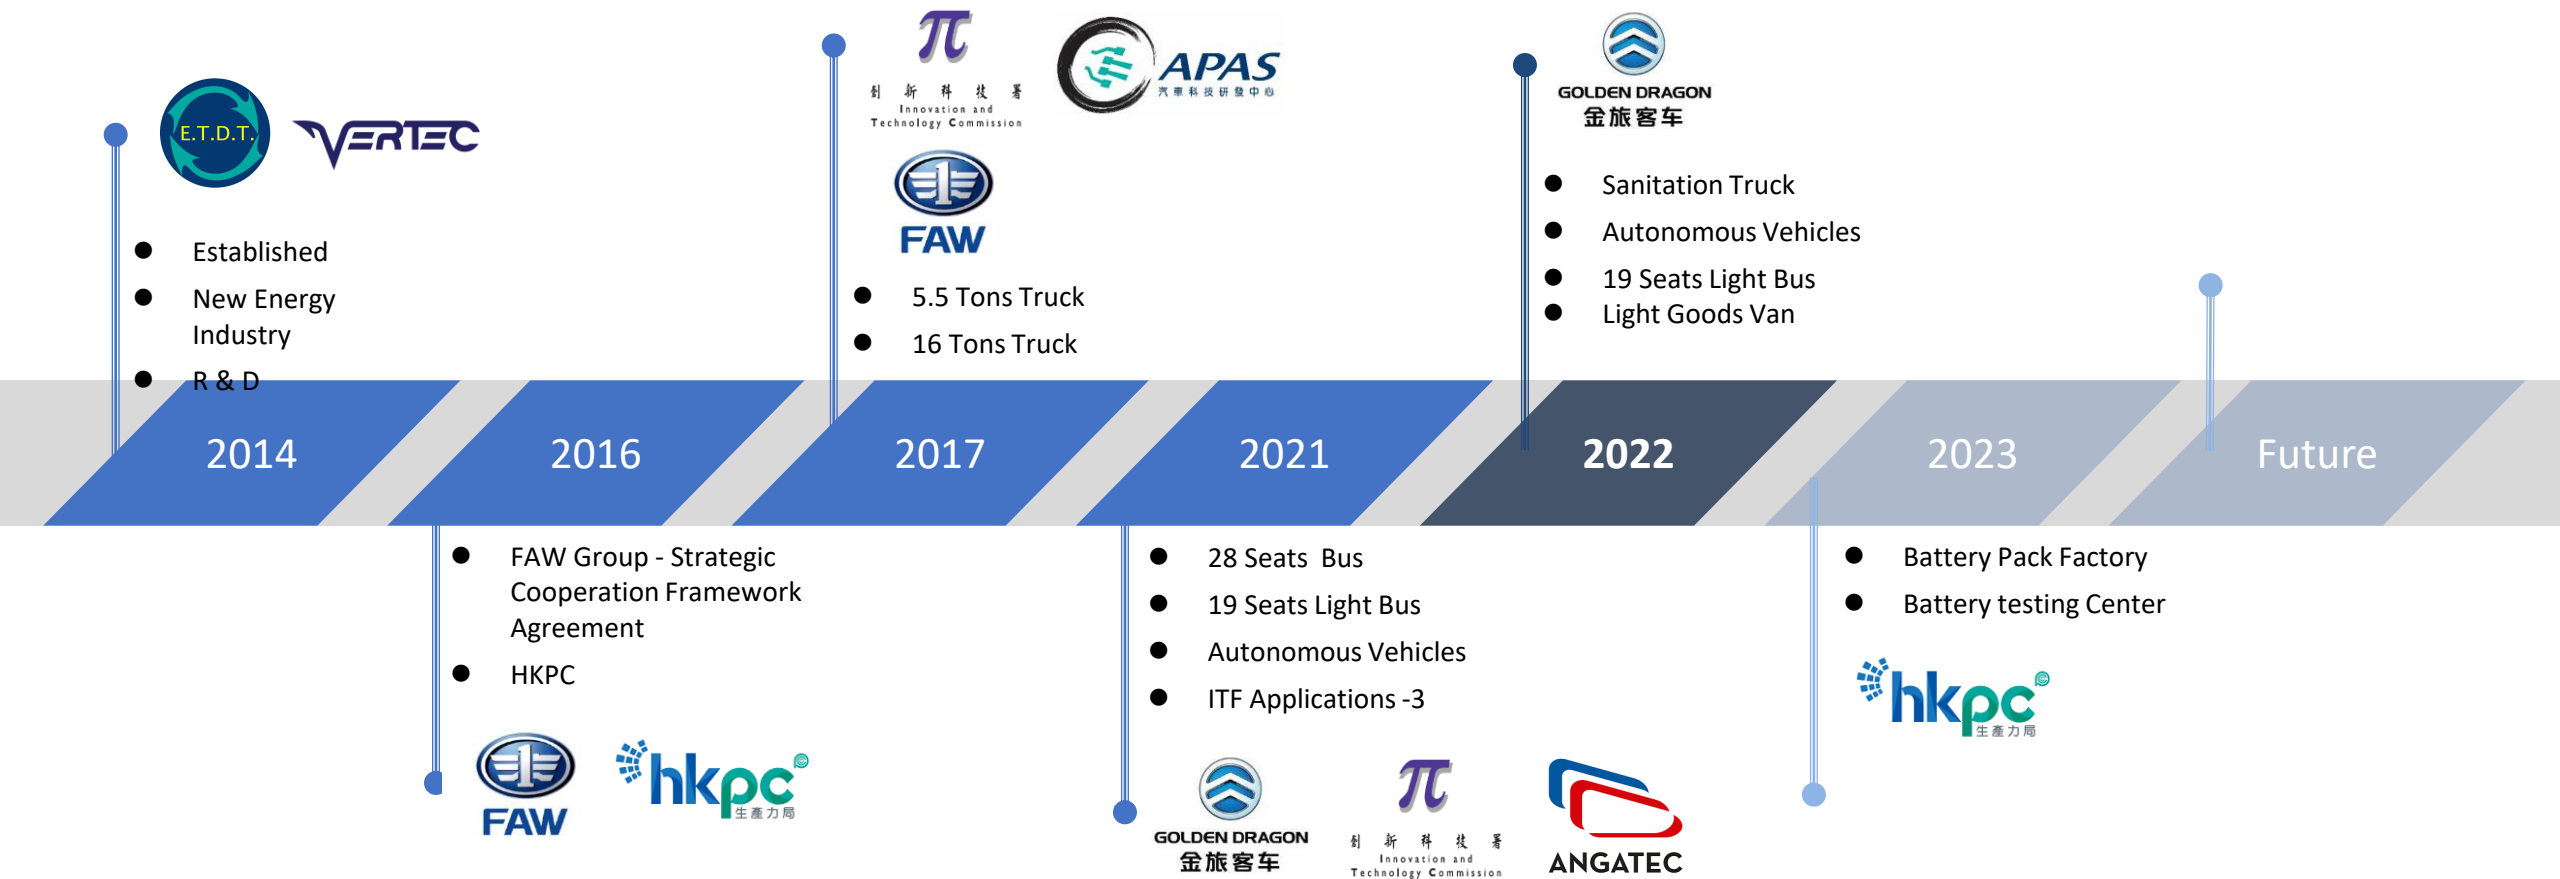 E.T.D.T.
VERTEC
Established
New Energy
Industry
R & D
2014
2016
FAW Group - Strategic
Cooperation Framework
Agreement
HKPC
FAW
hkpc
生產力局
創新科技署
Innovation and
Technology Commission
APAS
汽車科技研發中心
FAW
5.5 Tons Truck
16 Tons Truck
2017
2021
28 Seats  Bus
19 Seats Light Bus
Autonomous Vehicles
ITF Applications -3
GOLDEN DRAGON
金旅客车
創新科技署
Innovation and
Technology Commission
ANGATEC
GOLDEN DRAGON
金旅客车
Sanitation Truck
Autonomous Vehicles
19 Seats Light Bus
Light Goods Van
2022
2023
Battery Pack Factory
Battery testing Center
hkpc
生產力局
Future